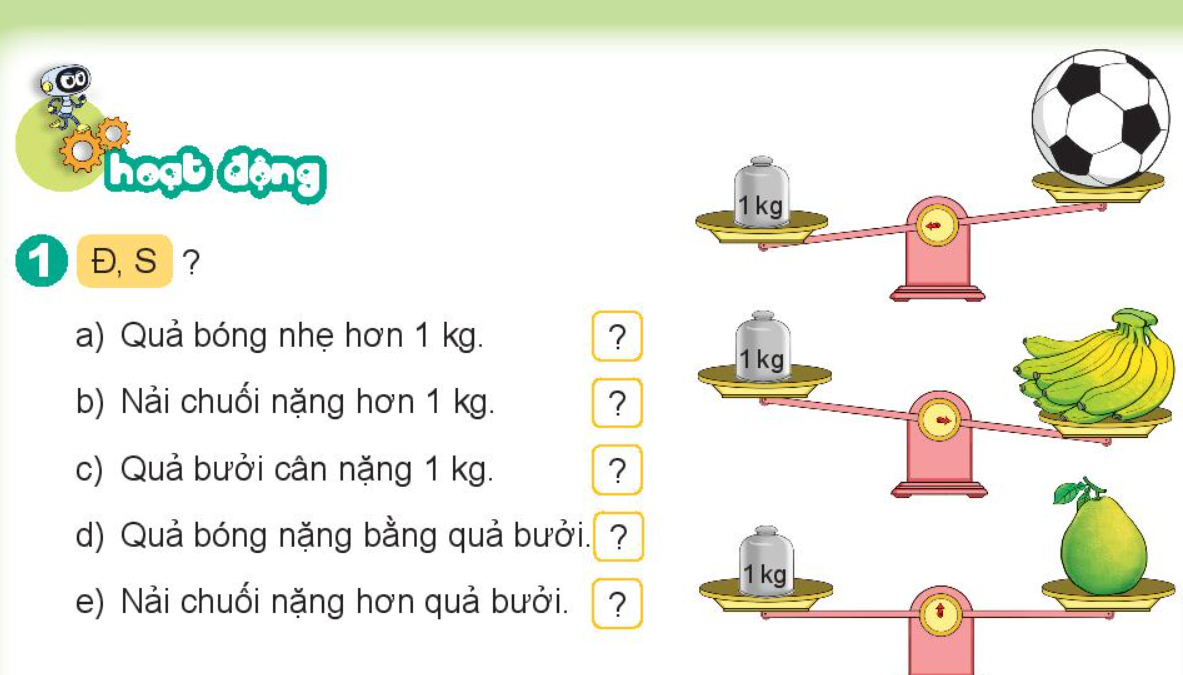 hoạt động
1 Đ, S ?
a) Quả bóng nhẹ hơn 1 kg. ?
b) Nải chuối nặng hơn 1 kg. ?
c) Quả bưởi cân nặng 1 kg. ?
d) Quả bóng nặng bằng quả bưởi. ?
e) Nải chuối nặng hơn quả bưởi. ?
1 kg
1 kg
1 kg